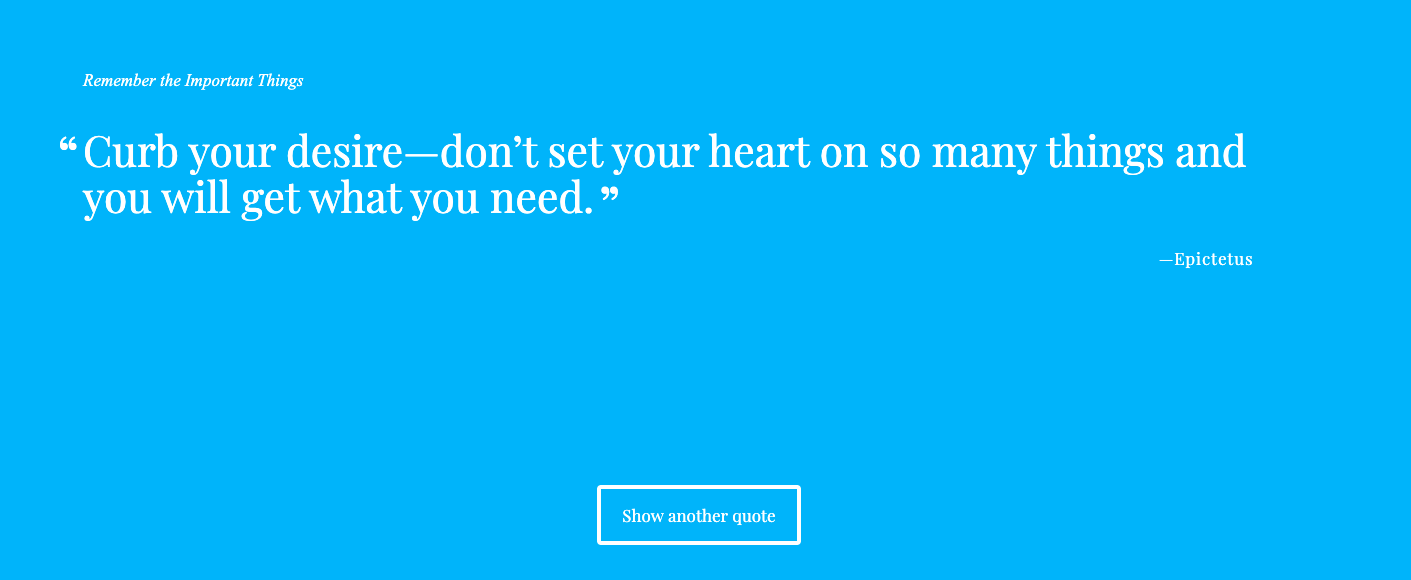 Remember the Important Things
“Curb your desire—don’t set your heart on so many things and
you will get what you need.”
—Epictetus
Show another quote